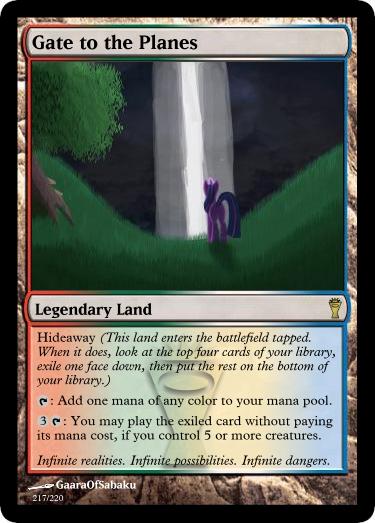 Gate to the Planes
Legendary Land
Hideaway (This land enters the battlefield tapped.
When it does, look at the top four cards of your library,
exile one face down, then put the rest on the bottom of
your library.)
: Add one mana of any color to your mana pool.
3 : You may play the exiled card without paying
its mana cost, if you control 5 or more creatures.
Infinite realities. Infinite possibilities. Infinite dangers.
GaaraOfSabaku
217/220